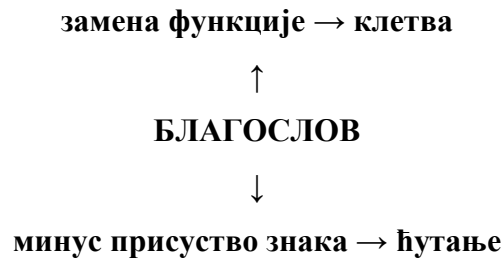 замена функције → клетва
↑
БЛАГОСЛОВ
↓
минус присуство знака → ћутање